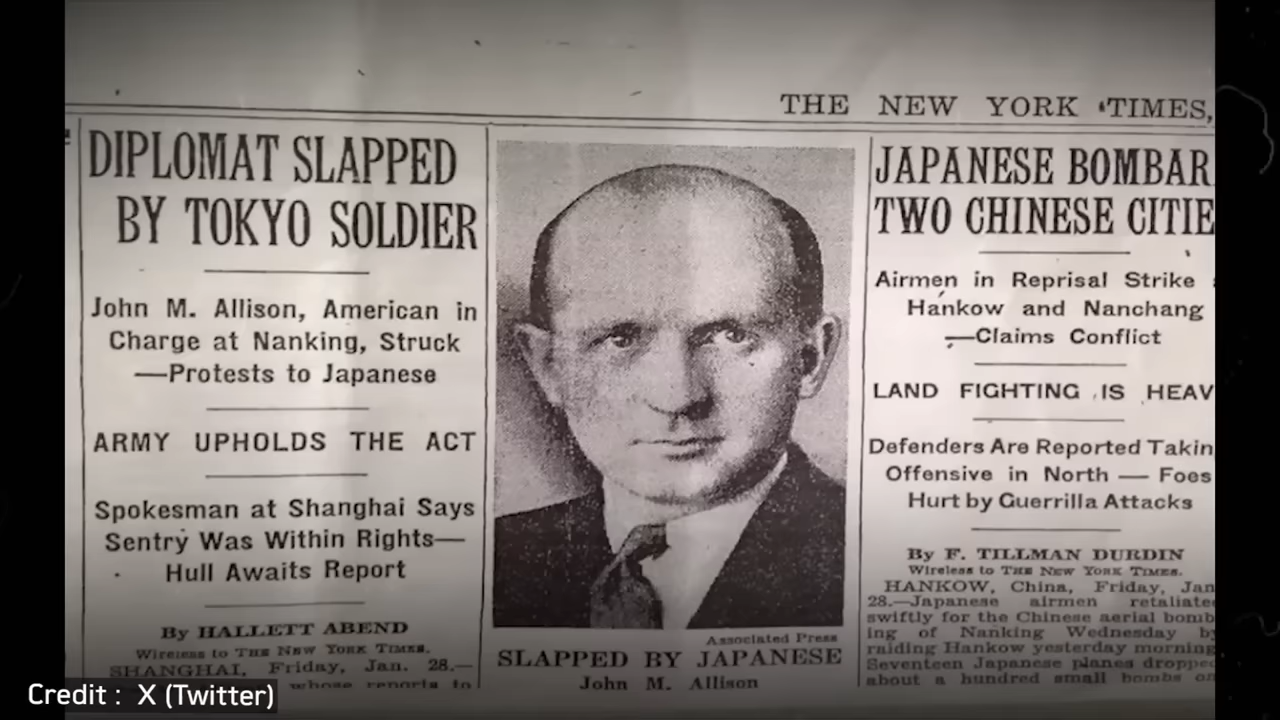 THE NEW YORK TIMES,
DIPLOMAT SLAPPED
BY TOKYO SOLDIER
John M. Allison, American in
Charge at Nanking, Struck
—Protests to Japanese
ARMY UPHOLDS THE ACT
Spokesman at Shanghai Says
Sentry Was Within Rights—
Hull Awaits Report
By HALLETT ABEND
Wireless to THE NEW YORK TIMES.
SHANGHAI, Friday, Jan. 28.—
whose reports to
Associated Press
SLAPPED BY JAPANESE
John M. Allison
JAPANESE BOMBAR
TWO CHINESE CITIE
Airmen in Reprisal Strike
Hankow and Nanchang
—Claims Conflict
LAND FIGHTING IS HEAV
Defenders Are Reported Takin
Offensive in North — Foes
Hurt by Guerrilla Attacks
By F. TILLMAN DURDIN
Wireless to THE NEW YORK TIMES.
HANKOW, China, Friday, Jan
28.—Japanese airmen retaliate
swiftly for the Chinese aerial bomb
ing of Nanking Wednesday b
raiding Hankow yesterday morning
Seventeen Japanese planes droppe
about a hundred small bombs on
Credit : X (Twitter)